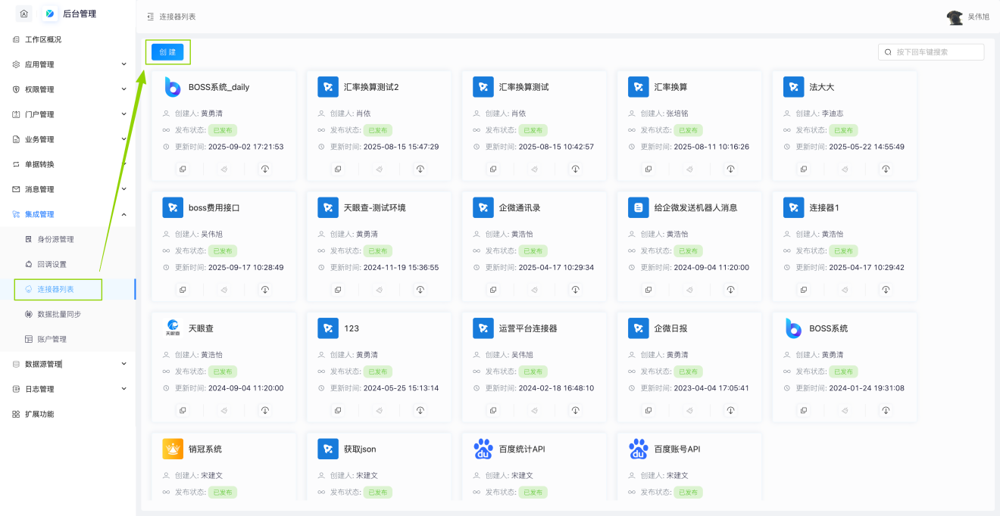 后台管理
工作区概况
应用管理
权限管理
门户管理
业务管理
单据转换
消息管理
集成管理
身份源管理
回调设置
连接器列表
数据批量同步
账户管理
数据源管理
日志管理
扩展功能
连接器列表
吴伟旭
创 建
按下回车键搜索
BOSS系统_daily
创建人: 黄勇清
发布状态: 已发布
更新时间: 2025-09-02 17:21:53
汇率换算测试2
创建人: 肖依
发布状态: 已发布
更新时间: 2025-08-15 15:47:29
汇率换算测试
创建人: 肖依
发布状态: 已发布
更新时间: 2025-08-15 10:42:57
汇率换算
创建人: 张培铭
发布状态: 已发布
更新时间: 2025-08-11 10:16:26
法大大
创建人: 李迪志
发布状态: 已发布
更新时间: 2025-05-22 14:55:49
boss费用接口
创建人: 吴伟旭
发布状态: 已发布
更新时间: 2025-09-17 10:28:49
天眼查-测试环境
创建人: 黄勇清
发布状态: 已发布
更新时间: 2024-11-19 15:36:55
企微通讯录
创建人: 黄浩怡
发布状态: 已发布
更新时间: 2025-04-17 10:29:34
给企微发送机器人消息
创建人: 黄浩怡
发布状态: 已发布
更新时间: 2024-09-04 11:20:00
连接器1
创建人: 黄浩怡
发布状态: 已发布
更新时间: 2025-04-17 10:29:42
天眼查
天眼查
创建人: 黄浩怡
发布状态: 已发布
更新时间: 2024-09-04 11:20:00
123
创建人: 黄勇清
发布状态: 已发布
更新时间: 2024-05-25 15:13:14
运营平台连接器
创建人: 吴伟旭
发布状态: 已发布
更新时间: 2024-02-18 16:48:10
企微日报
创建人: 黄勇清
发布状态: 已发布
更新时间: 2023-04-04 17:05:41
BOSS系统
创建人: 黄勇清
发布状态: 已发布
更新时间: 2024-01-24 19:31:08
销冠系统
创建人: 宋建文
发布状态: 已发布
获取json
创建人: 宋建文
发布状态: 已发布
du
百度统计API
创建人: 宋建文
发布状态: 已发布
du
百度账号API
创建人: 宋建文
发布状态: 已发布